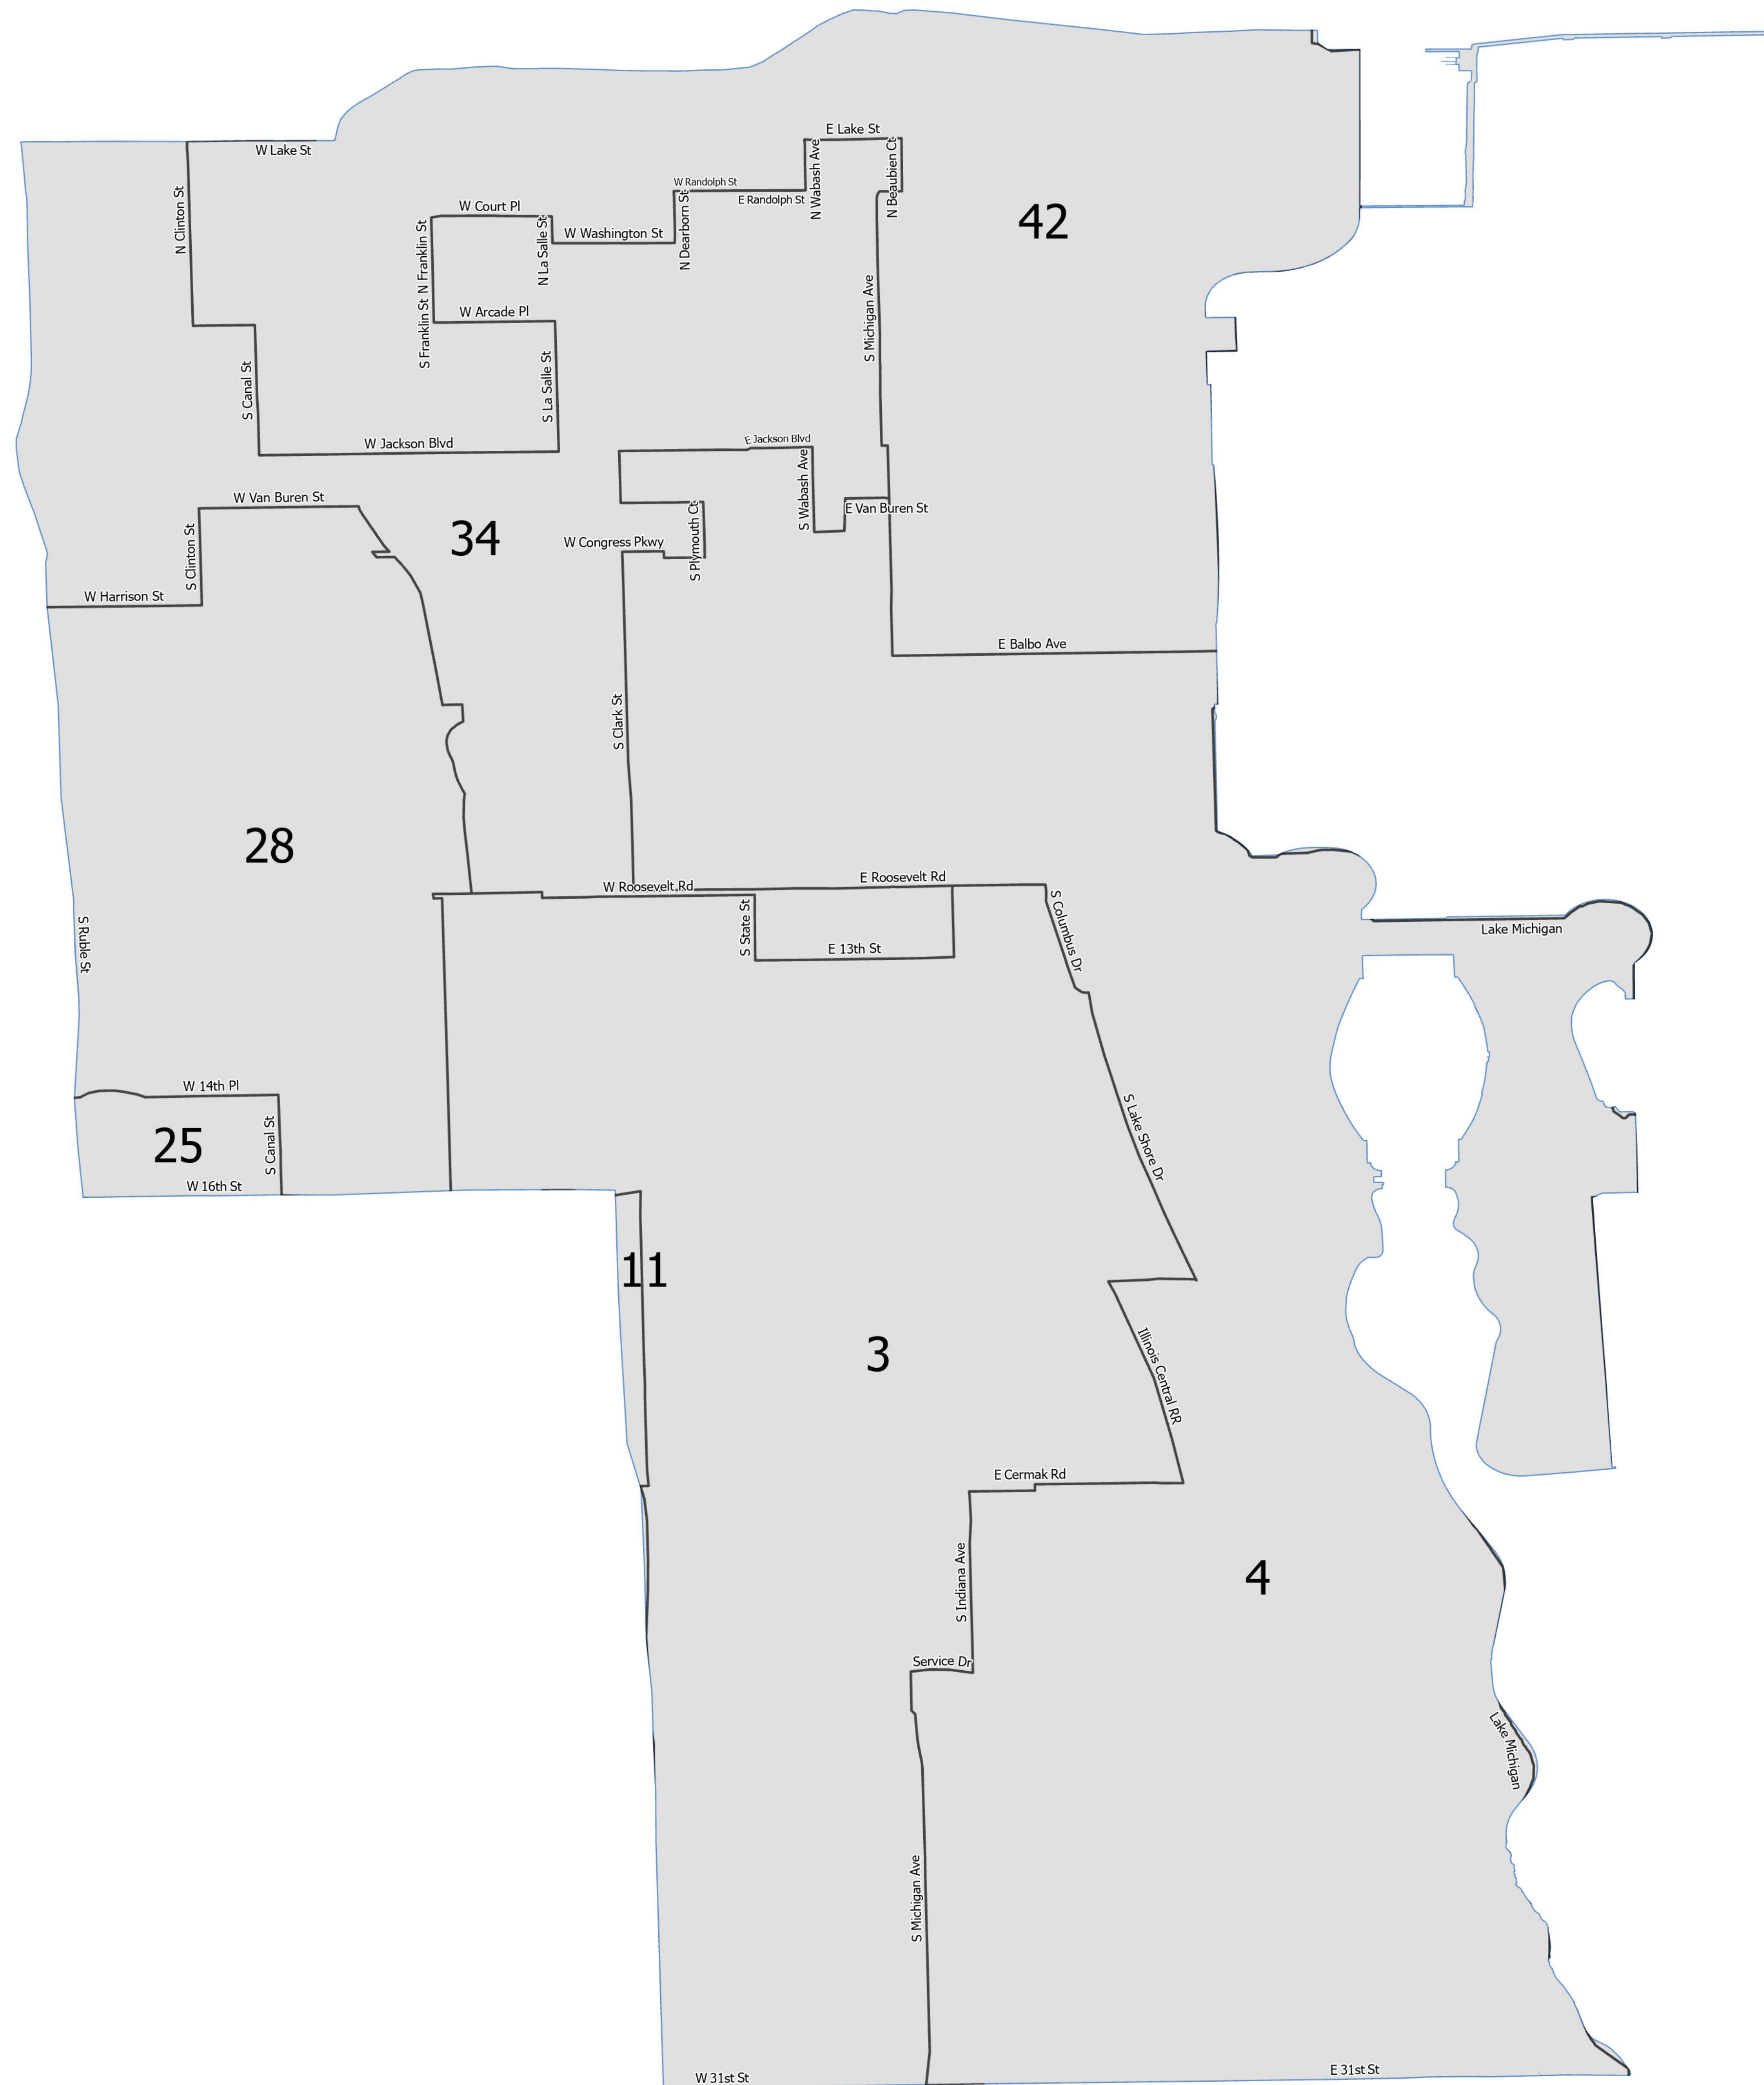 E Lake St
W Lake St
N Wabash Ave
N Beaubien Ct
W Randolph St
E Randolph St
N Clinton St
W Court Pl
N Dearborn St
42
N Franklin St
N La Salle St
W Washington St
S Franklin St
W Arcade Pl
S Michigan Ave
S Canal St
S La Salle St
W Jackson Blvd
E Jackson Blvd
S Wabash Ave
W Van Buren St
E Van Buren St
34
S Clinton St
W Congress Pkwy
S Plymouth Ct
W Harrison St
E Balbo Ave
S Clark St
28
W Roosevelt Rd
E Roosevelt Rd
S State St
S Columbus Dr
S Ruble St
E 13th St
Lake Michigan
W 14th Pl
25
S Canal St
S Lake Shore Dr
W 16th St
11
3
Illinois Central RR
E Cermak Rd
S Indiana Ave
4
Service Dr
Lake Michigan
S Michigan Ave
W 31st St
E 31st St